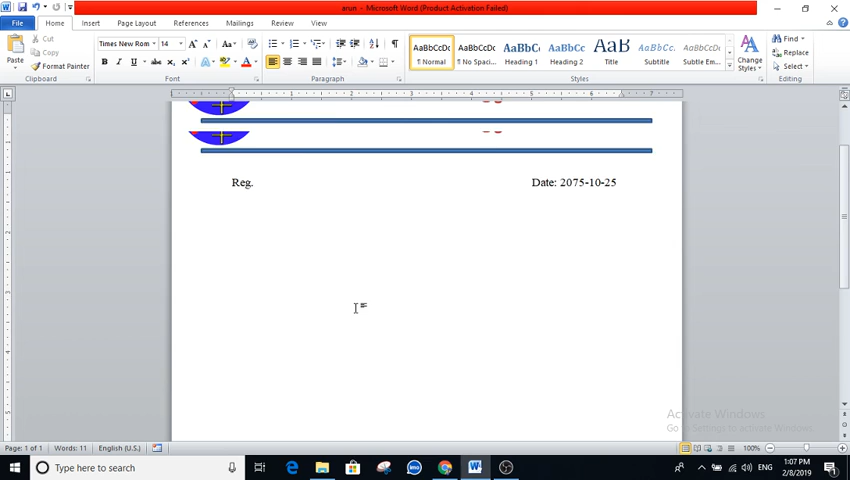 arun – Microsoft Word (Product Activation Failed)
File Home Insert Page Layout References Mailings Review View
Paste
Cut
Copy
Format Painter
Clipboard
Times New Rom 14
Font
Paragraph
AaBbCcDc ¶ Normal
AaBbCcDc ¶ No Spaci...
AaBbC Heading 1
AaBbCc Heading 2
AaB Title
AaBbCc. Subtitle
AaBbCcD Subtle Em...
Change Styles
Styles
Find
Replace
Select
Editing
Reg. Date: 2075-10-25
Activate Windows
Go to Settings to activate Windows.
Page: 1 of 1 Words: 11 English (U.S.) 100%
Type here to search
ENG
1:07 PM
2/8/2019